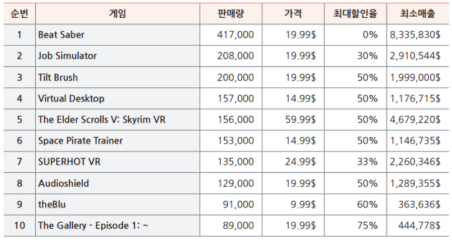 순번 게임 판매량 가격 최대할인율 최소매출
1 Beat Saber 417,000 19.99$ 0% 8,335,830$
2 Job Simulator 208,000 19.99$ 30% 2,910,544$
3 Tilt Brush 200,000 19.99$ 50% 1,999,000$
4 Virtual Desktop 157,000 14.99$ 50% 1,176,715$
5 The Elder Scrolls V: Skyrim VR 156,000 59.99$ 50% 4,679,220$
6 Space Pirate Trainer 153,000 14.99$ 50% 1,146,735$
7 SUPERHOT VR 135,000 24.99$ 33% 2,260,346$
8 Audioshield 129,000 19.99$ 50% 1,289,355$
9 theBlu 91,000 9.99$ 60% 363,636$
10 The Gallery - Episode 1: ~ 89,000 19.99$ 75% 444,778$